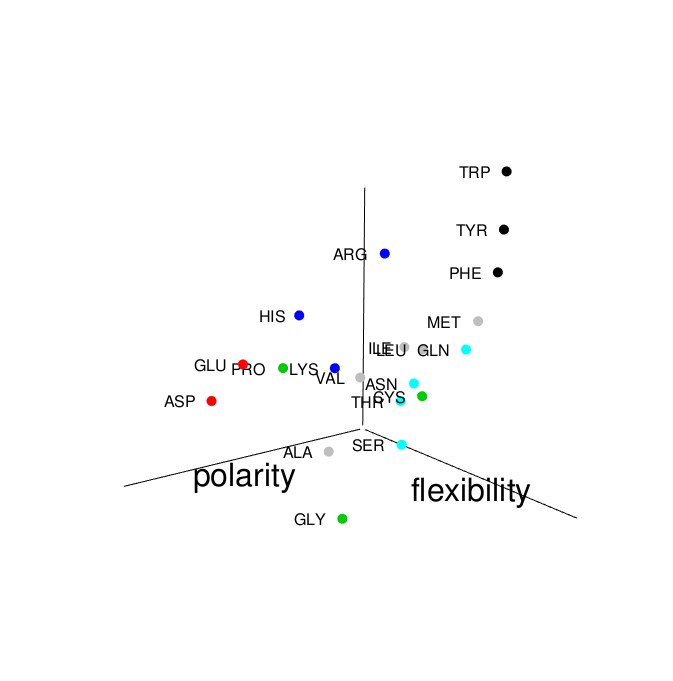 TRP
TYR
ARG
PHE
HIS
MET
ILE
LEU
GLN
GLU
PRO
LYS
VAL
ASN
CYS
ASP
THR
SER
ALA
polarity
flexibility
GLY